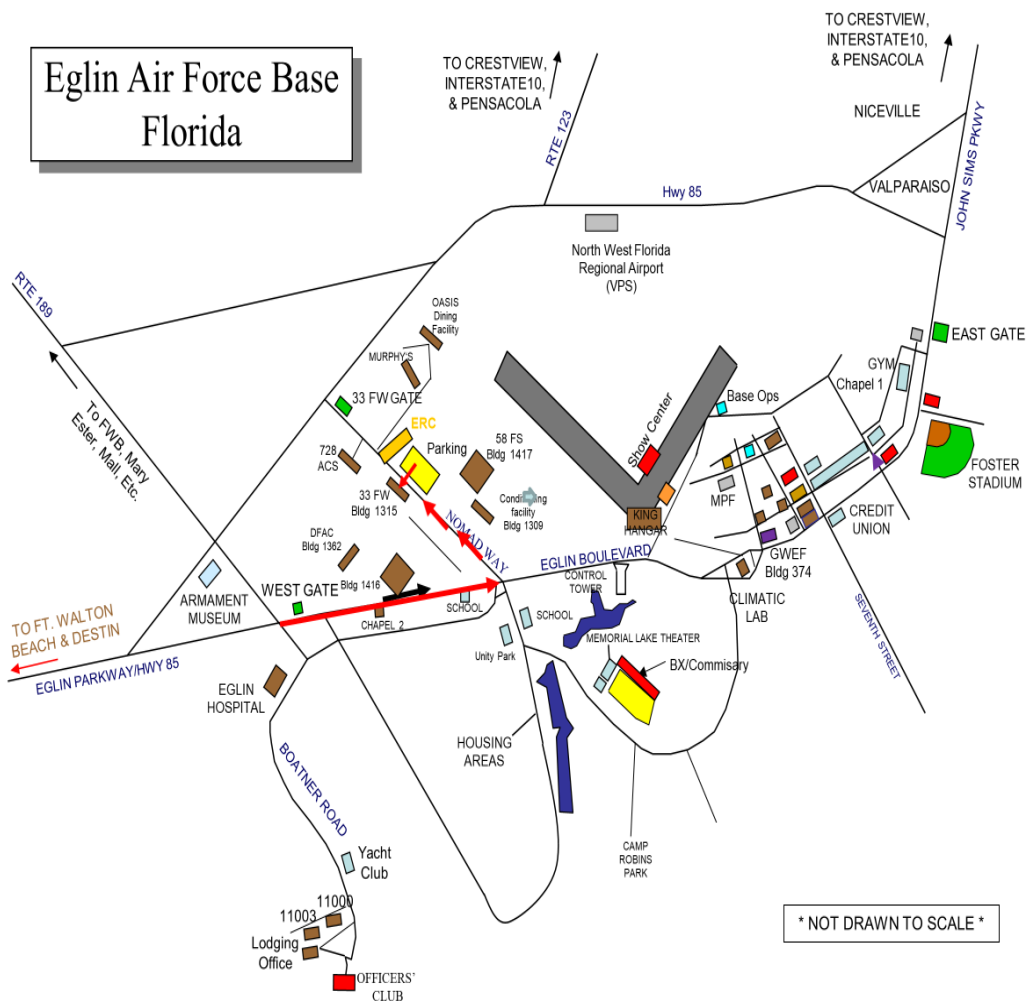 Eglin Air Force Base
Florida
TO CRESTVIEW,
INTERSTATE10,
& PENSACOLA
TO CRESTVIEW,
INTERSTATE10,
& PENSACOLA
RTE 123
NICEVILLE
VALPARAISO
JOHN SIMS PKWY
Hwy 85
North West Florida
Regional Airport
(VPS)
RTE 189
To FWB, Mary
Ester, Mall, Etc.
OASIS
Dining
Facility
MURPHY'S
33 FW GATE
ERC
Parking
728
ACS
33 FW
Bldg 1315
58 FS
Bldg 1417
Conditioning
facility
Bldg 1309
NOMAD WAY
DFAC
Bldg 1362
Bldg 1416
Show Center
Base Ops
MPF
KING
HANGAR
EAST GATE
GYM
Chapel 1
FOSTER
STADIUM
CREDIT
UNION
GWEF
Bldg 374
EGLIN BOULEVARD
CONTROL
TOWER
CLIMATIC
LAB
SEVENTH STREET
ARMAMENT
MUSEUM
WEST GATE
CHAPEL 2
SCHOOL
SCHOOL
Unity Park
MEMORIAL LAKE THEATER
BX/Commisary
TO FT. WALTON
BEACH & DESTIN
EGLIN PARKWAY/HWY 85
EGLIN
HOSPITAL
HOUSING
AREAS
BOATNER ROAD
CAMP
ROBINS
PARK
Yacht
Club
11000
11003
Lodging
Office
OFFICERS'
CLUB
* NOT DRAWN TO SCALE *